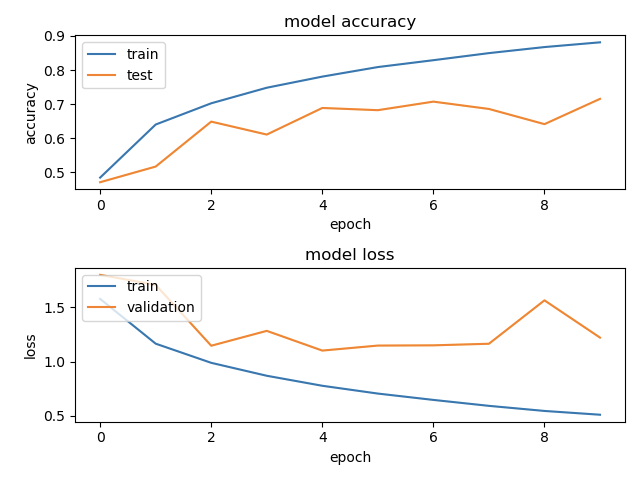 model accuracy
0.9
0.8
0.7
0.6
0.5
accuracy
train
test
0 2 4 6 8
epoch
model loss
1.5
1.0
0.5
loss
train
validation
0 2 4 6 8
epoch